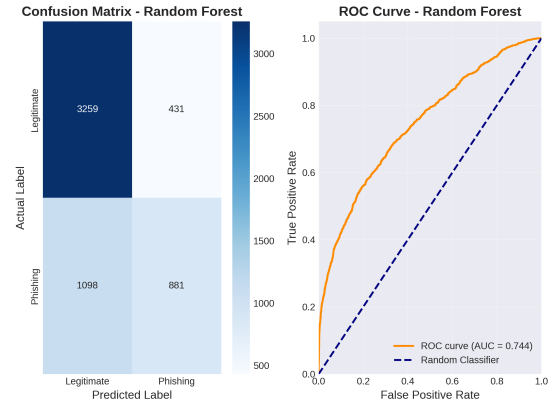 Confusion Matrix - Random Forest
Actual Label
Legitimate
Phishing
3259
431
1098
881
Legitimate
Phishing
Predicted Label
3000
2500
2000
1500
1000
500
ROC Curve - Random Forest
True Positive Rate
1.0
0.8
0.6
0.4
0.2
0.0
0.0
0.2
0.4
0.6
0.8
1.0
False Positive Rate
ROC curve (AUC = 0.744)
Random Classifier